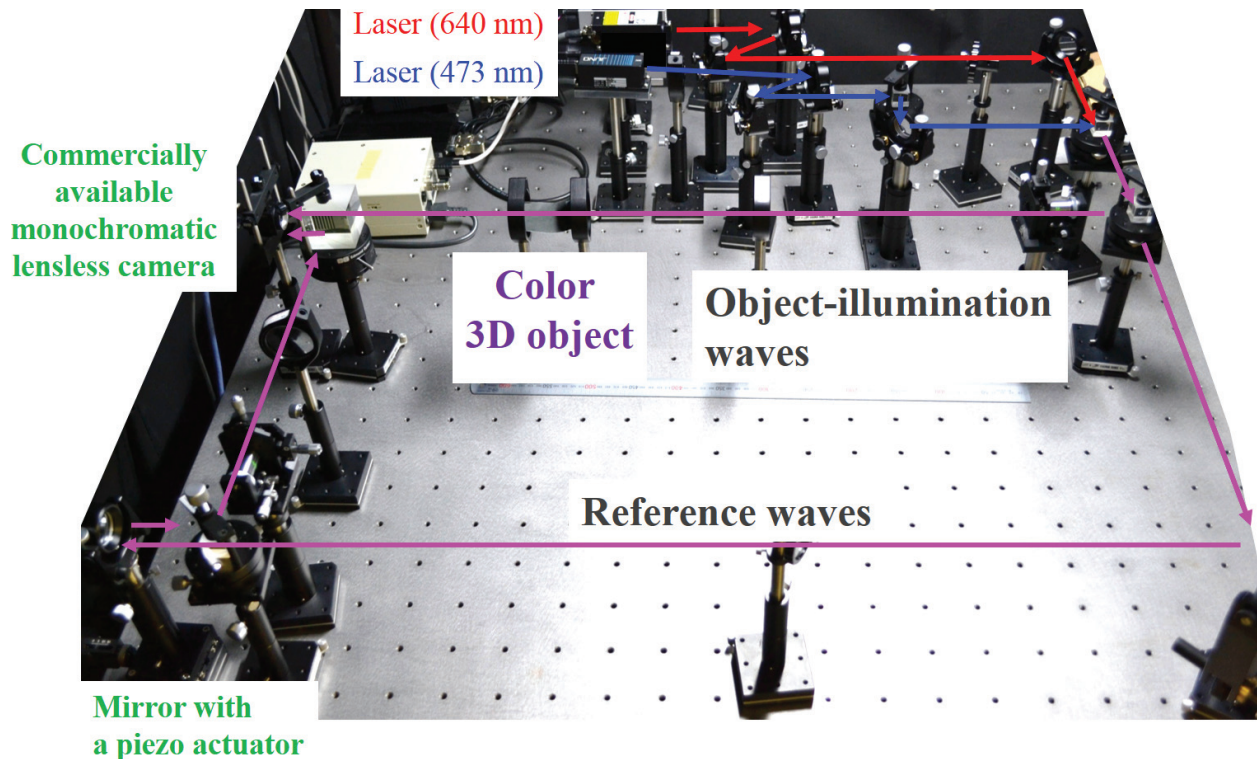 Laser (640 nm)
Laser (473 nm)
Commercially
available
monochromatic
lensless camera
Color
3D object
Object-illumination
waves
Reference waves
Mirror with
a piezo actuator